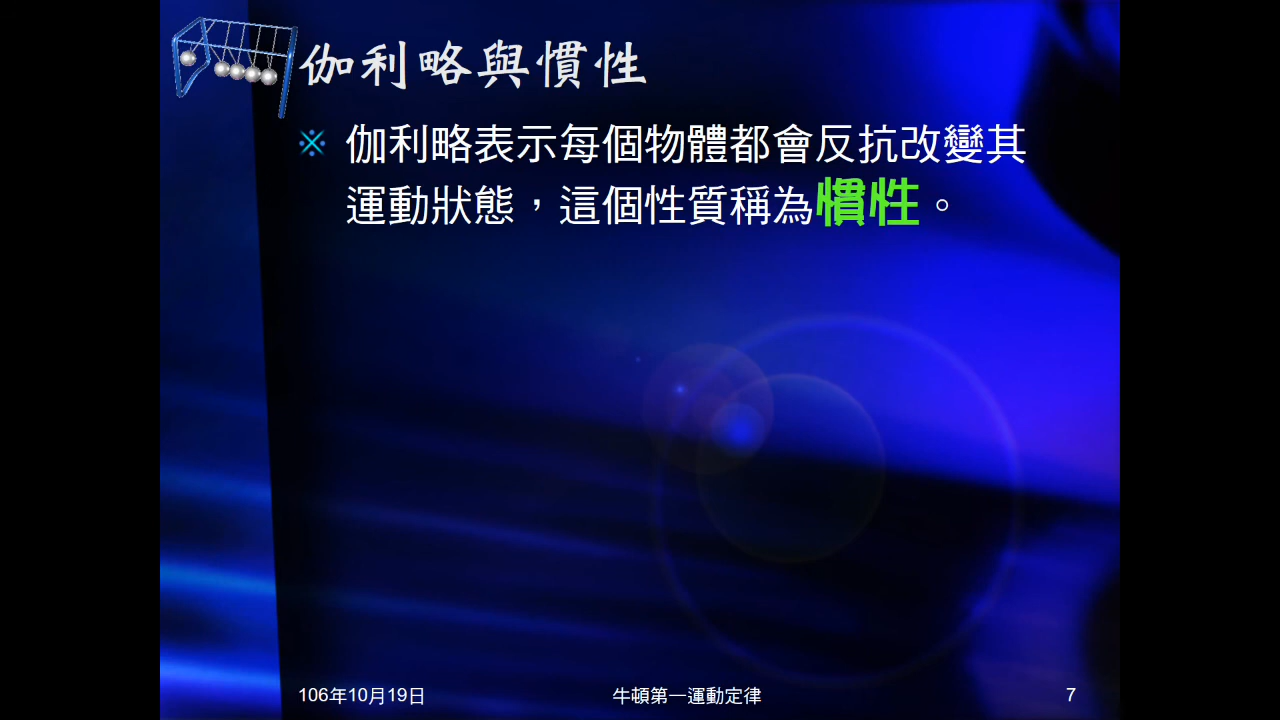 伽利略與慣性
※ 伽利略表示每個物體都會反抗改變其
運動狀態，這個性質稱為慣性。
106年10月19日
牛頓第一運動定律
7